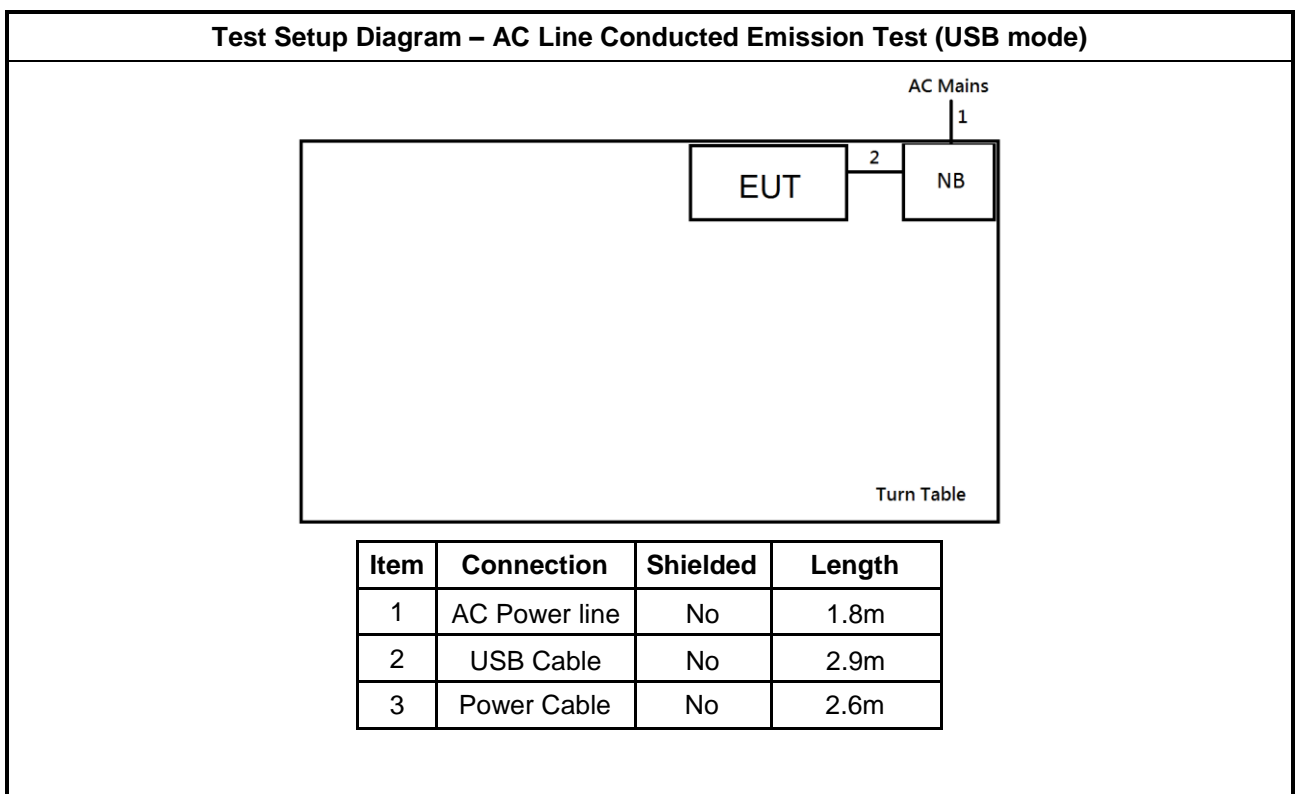 Test Setup Diagram – AC Line Conducted Emission Test (USB mode)
AC Mains
1
2
EUT
NB
Turn Table
Item Connection Shielded Length
1 AC Power line No 1.8m
2 USB Cable No 2.9m
3 Power Cable No 2.6m